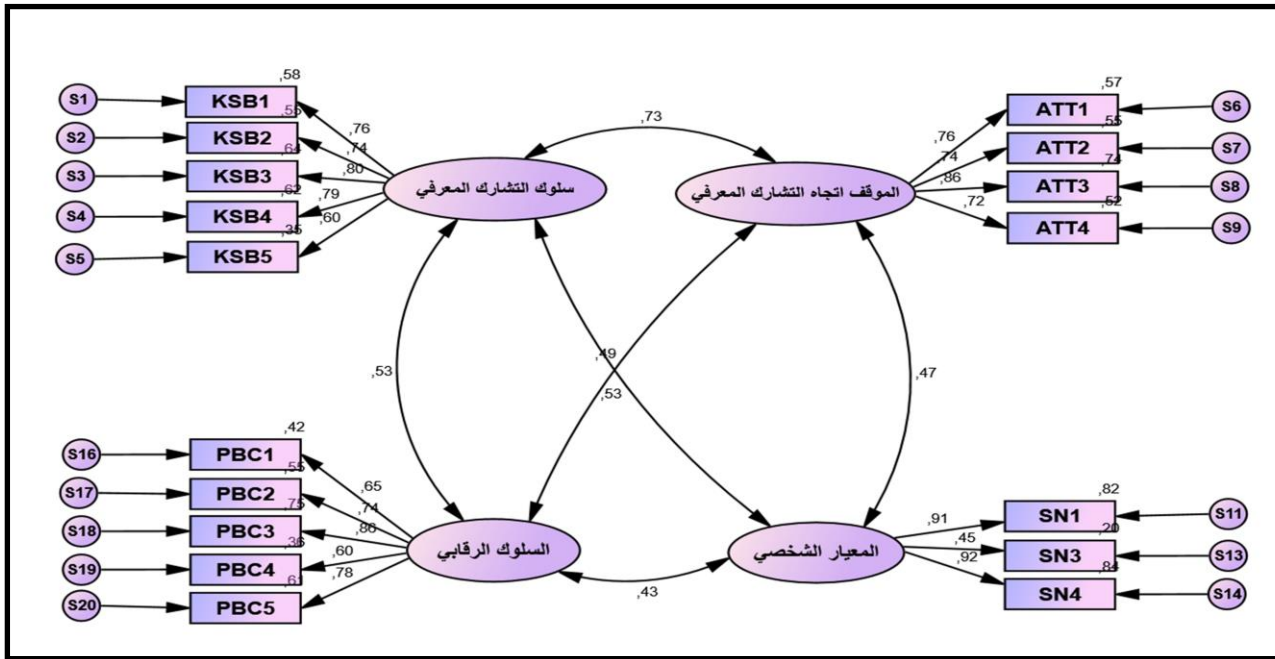 ,58
S1
KSB1
,55
S2
KSB2
,64
S3
KSB3
,62
S4
KSB4
,35
S5
KSB5
,76
,74
,80
,79
,60
سلوك التشارك المعرفي
,73
الموقف اتجاه التشارك المعرفي
,76
,74
,86
,72
,57
ATT1
S6
,55
ATT2
S7
,74
ATT3
S8
,52
ATT4
S9
,53
,49
,53
,47
,42
S16
PBC1
,55
S17
PBC2
,75
S18
PBC3
,36
S19
PBC4
,61
S20
PBC5
,65
,74
,86
,60
,78
السلوك الرقابي
,43
المعيار الشخصي
,91
,45
,92
,82
SN1
S11
,20
SN3
S13
,84
SN4
S14